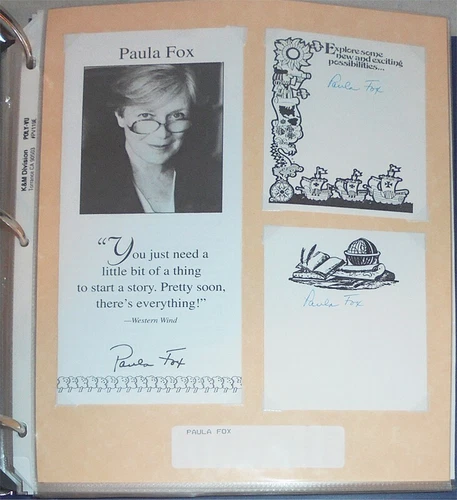 Paula Fox
"You just need a
little bit of a thing
to start a story. Pretty soon,
there's everything!"
—Western Wind
Paula Fox
Explore some
new and exciting
possibilities...
Paula Fox
Paula Fox
PAULA FOX
K&M Division POLY-VU
Torrance, CA 90503